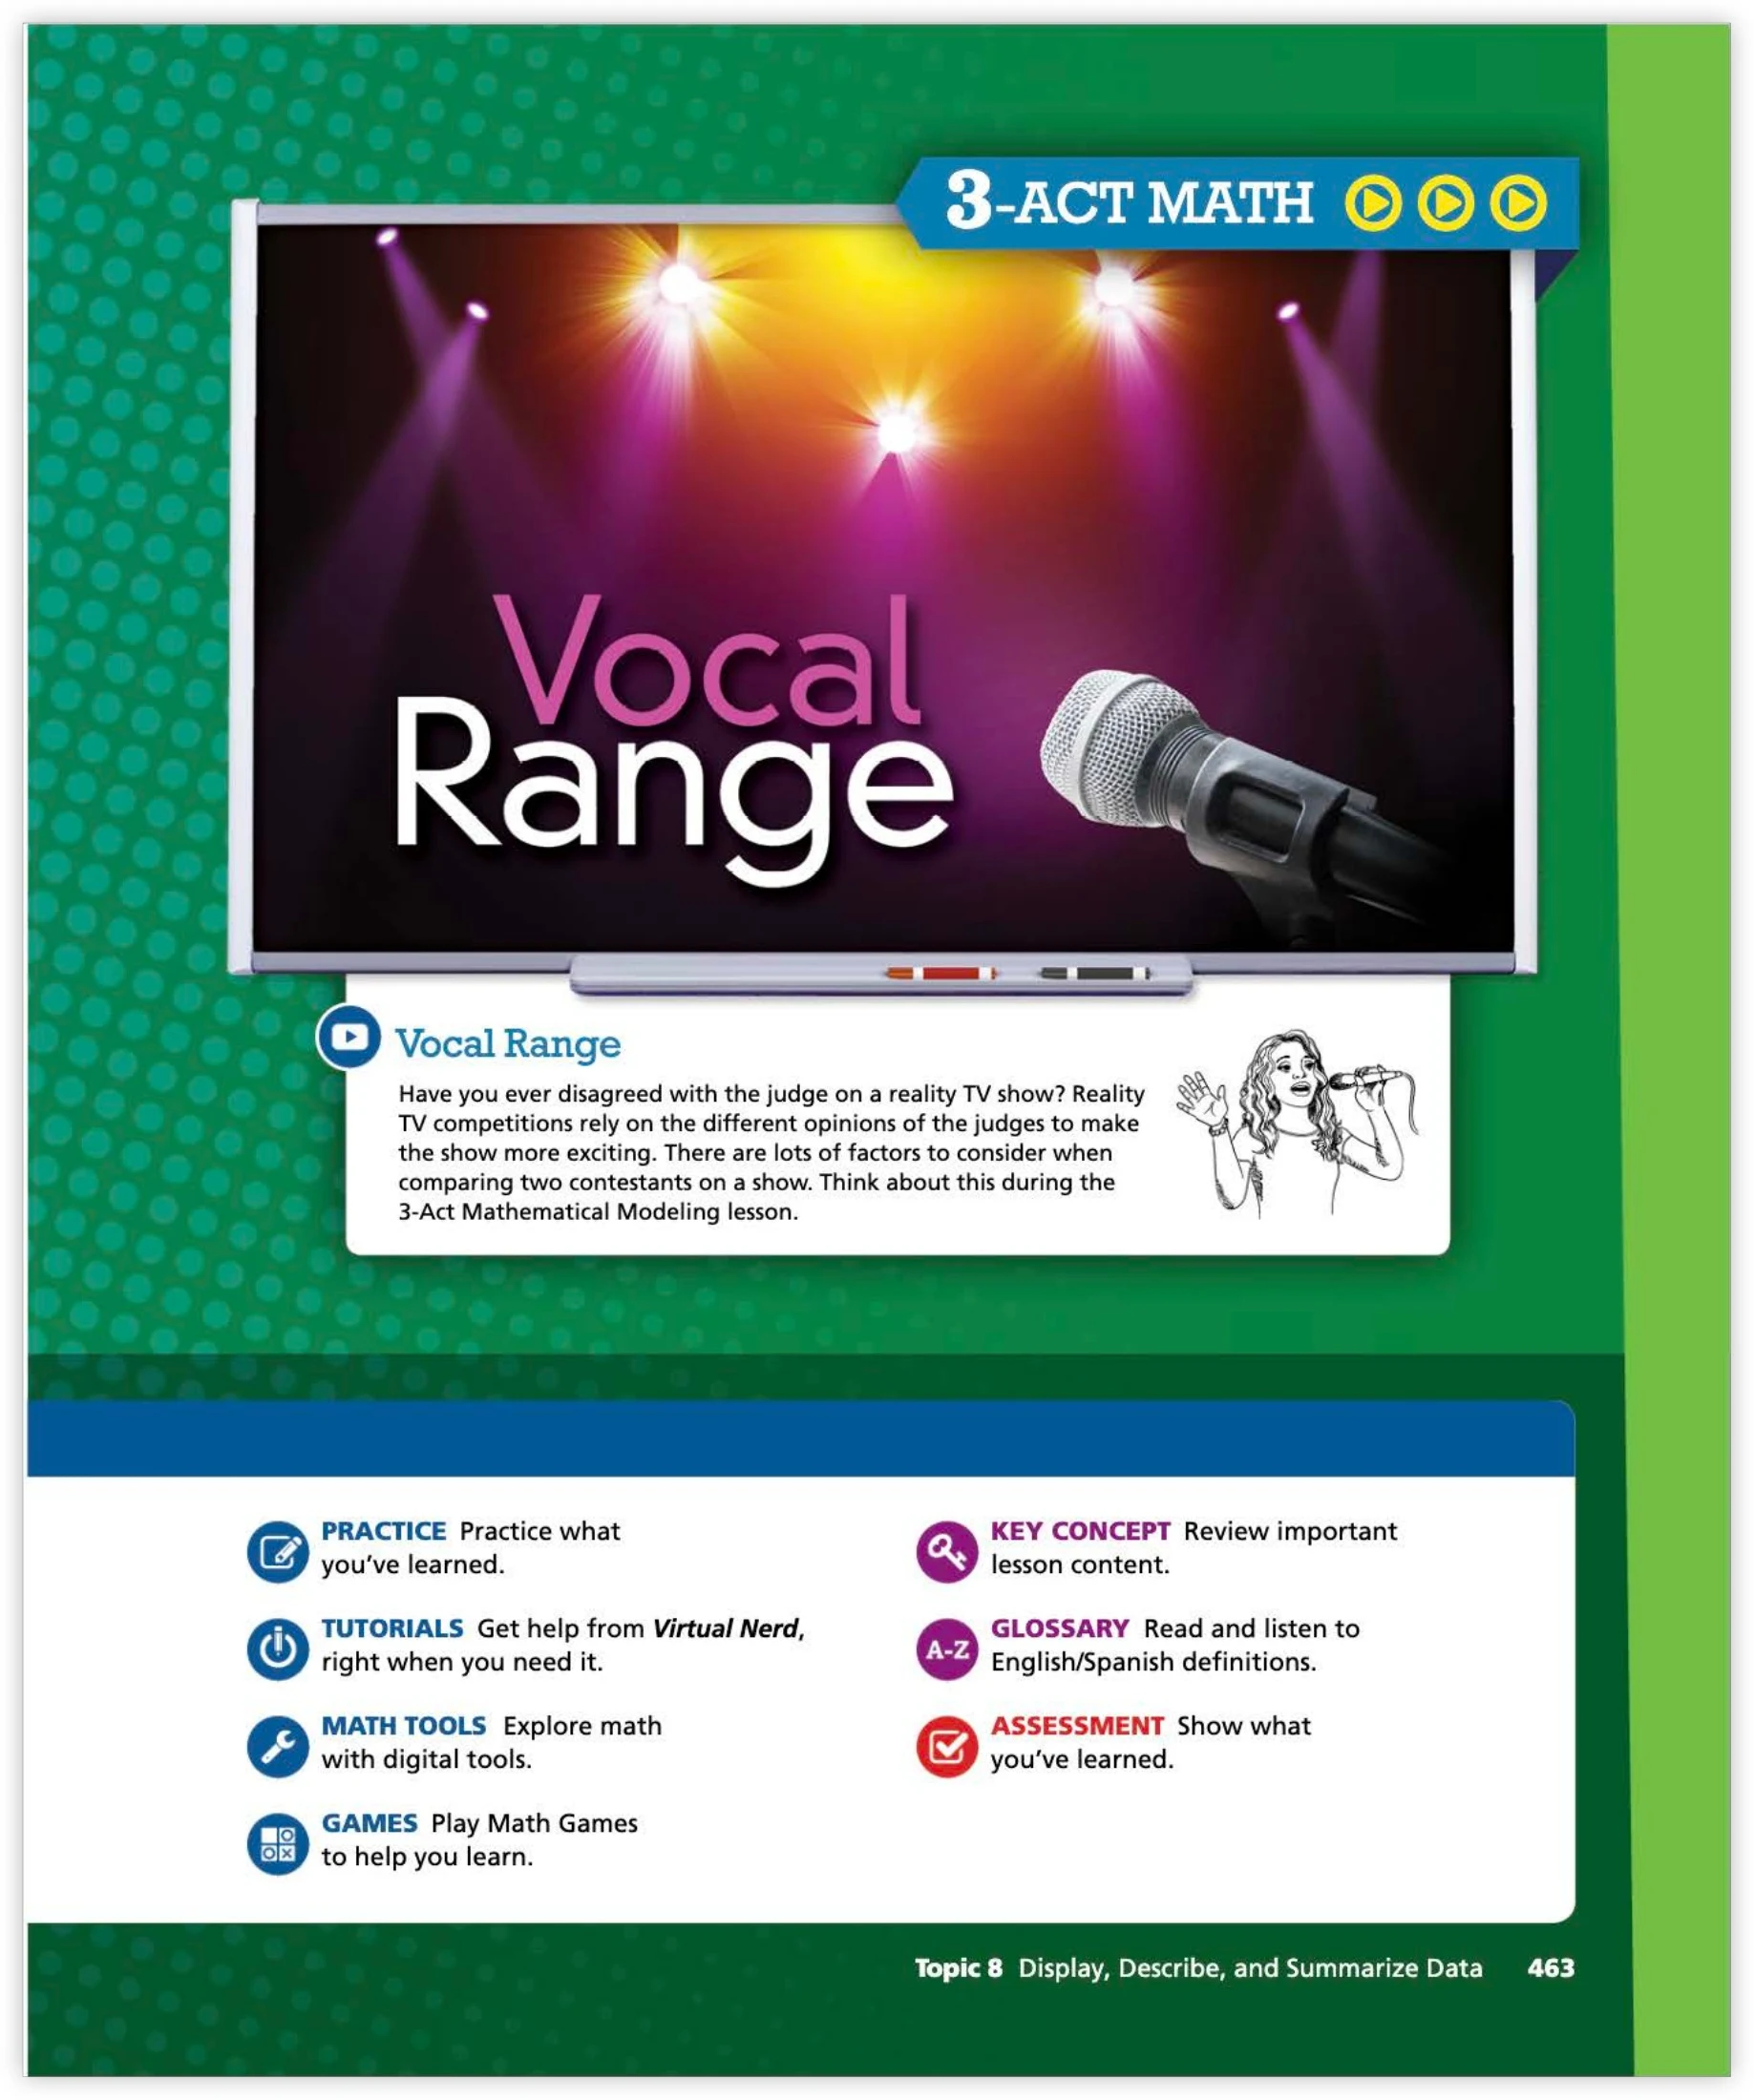 3-ACT MATH
Vocal
Range
Vocal Range
Have you ever disagreed with the judge on a reality TV show? Reality
TV competitions rely on the different opinions of the judges to make
the show more exciting. There are lots of factors to consider when
comparing two contestants on a show. Think about this during the
3-Act Mathematical Modeling lesson.
PRACTICE Practice what
you've learned.
TUTORIALS Get help from Virtual Nerd,
right when you need it.
MATH TOOLS Explore math
with digital tools.
GAMES Play Math Games
to help you learn.
KEY CONCEPT Review important
lesson content.
A-Z
GLOSSARY Read and listen to
English/Spanish definitions.
ASSESSMENT Show what
you've learned.
Topic 8 Display, Describe, and Summarize Data 463